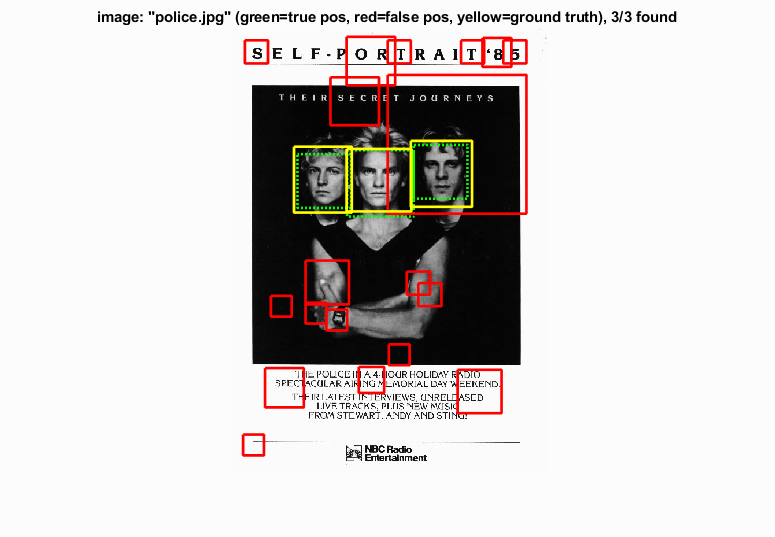 image: "police.jpg" (green=true pos, red=false pos, yellow=ground truth), 3/3 found
SELF-PORTRAIT '85
THEIR SECRET JOURNEYS
THE POLICE IN A 4-HOUR HOLIDAY RADIO
SPECTACULAR AIRING MEMORIAL DAY WEEKEND.
THEIR LATEST INTERVIEWS, UNRELEASED
LIVE TRACKS, PLUS NEW MUSIC
FROM STEWART, ANDY AND STING!
NBC Radio
Entertainment